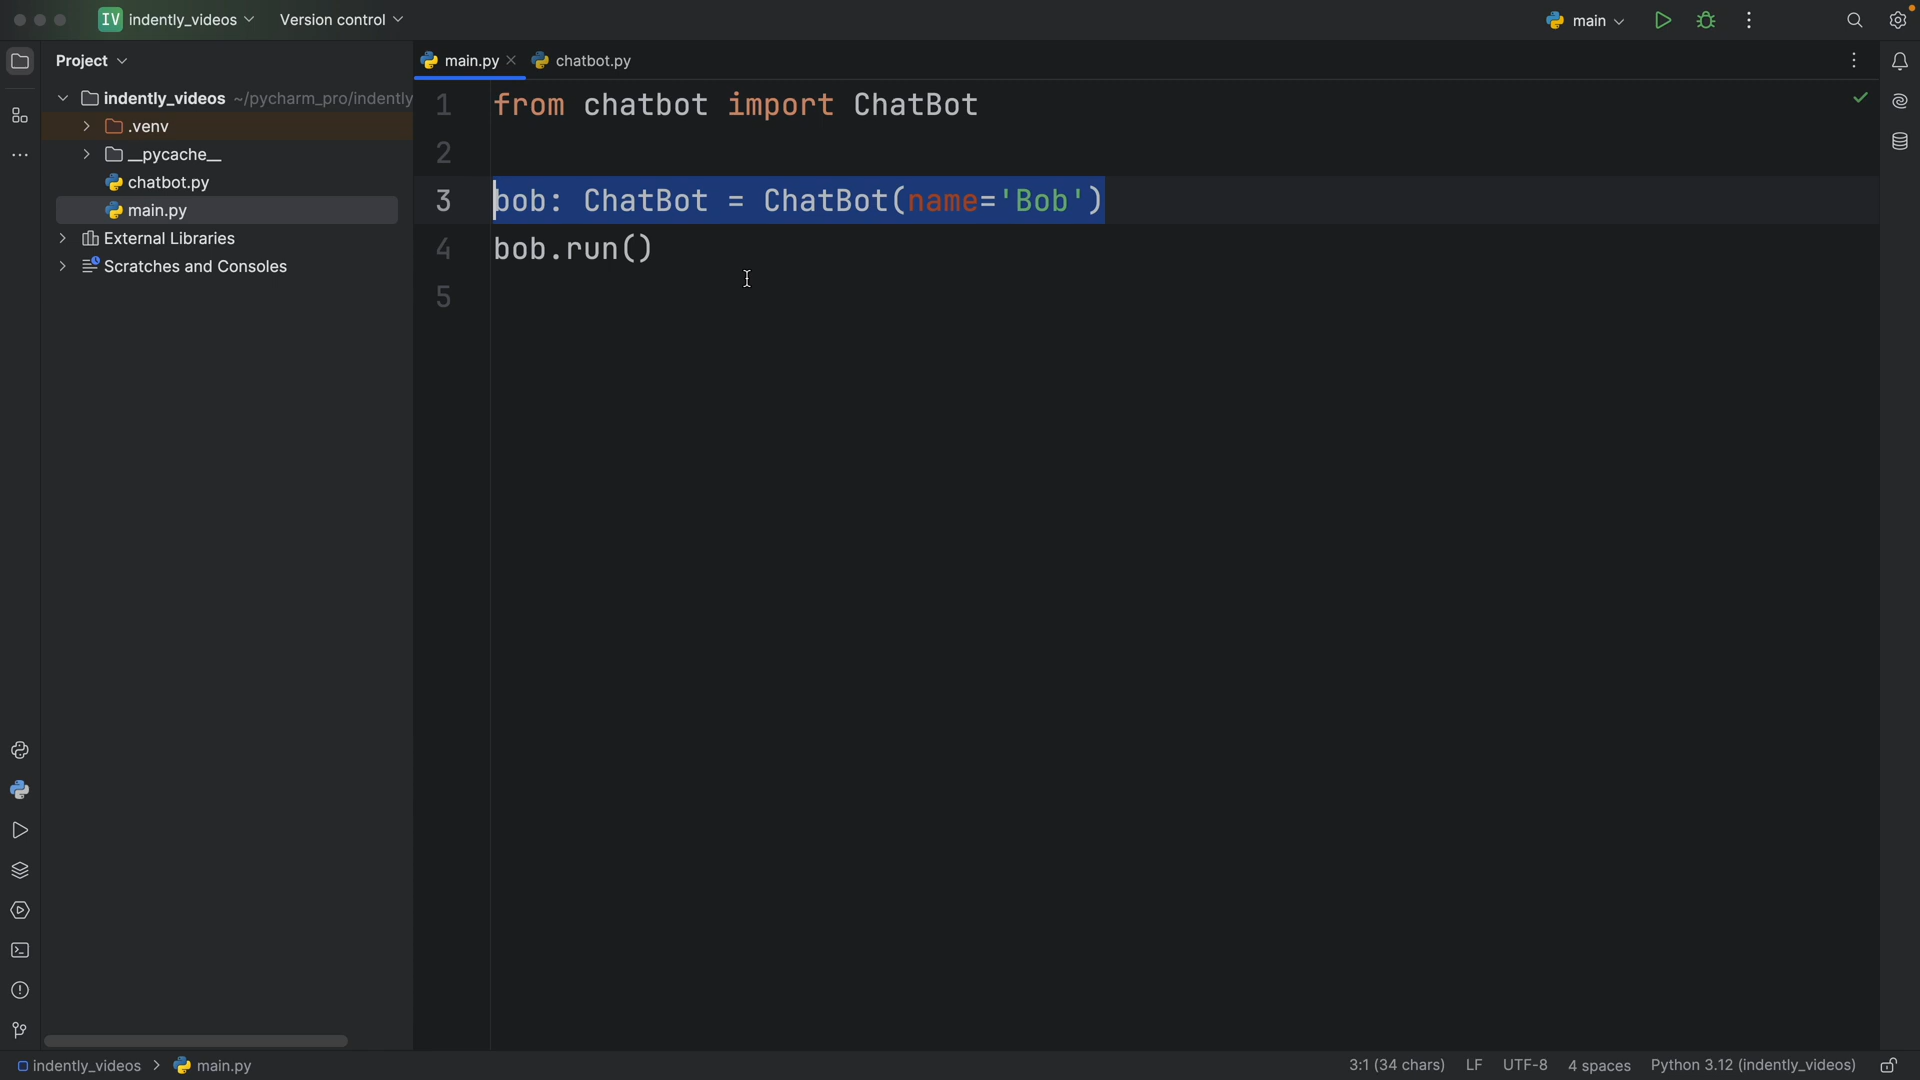 IV indently_videos Version control main
Project main.py chatbot.py
indently_videos ~/pycharm_pro/indently
.venv
__pycache__
chatbot.py
main.py
External Libraries
Scratches and Consoles
1 from chatbot import ChatBot
2
3 bob: ChatBot = ChatBot(name='Bob')
4 bob.run()
5
indently_videos > main.py 3:1 (34 chars) LF UTF-8 4 spaces Python 3.12 (indently_videos)